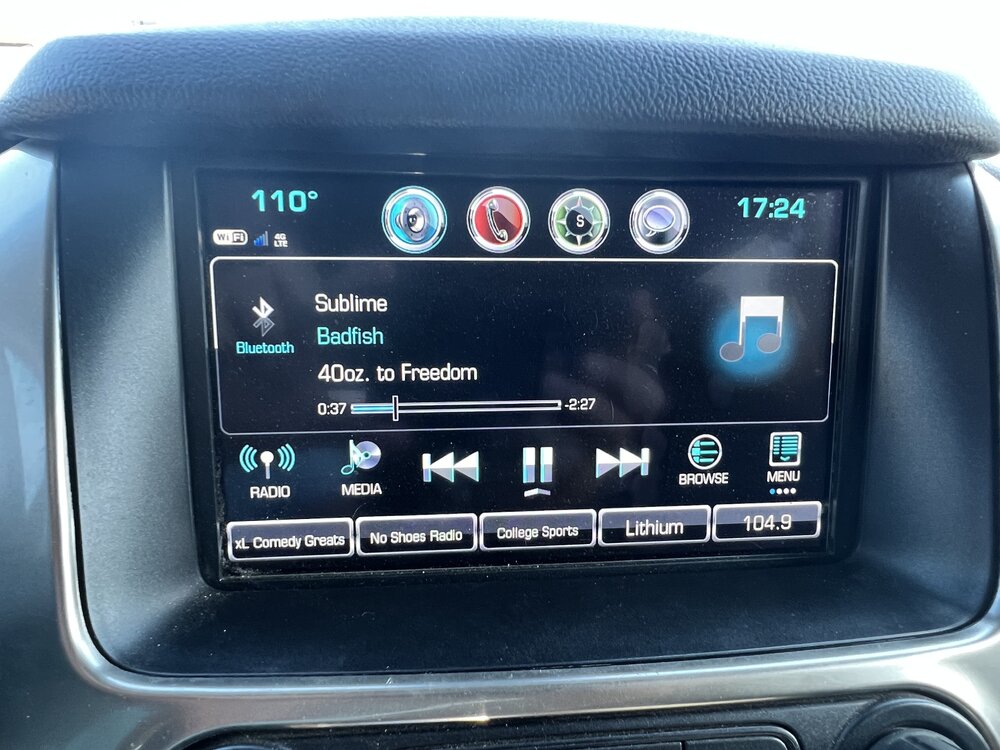 110°
17:24
WiFi
4G
LTE
S
Sublime
Badfish
Bluetooth
40oz. to Freedom
0:37
-2:27
RADIO
MEDIA
BROWSE
MENU
xL Comedy Greats
No Shoes Radio
College Sports
Lithium
104.9